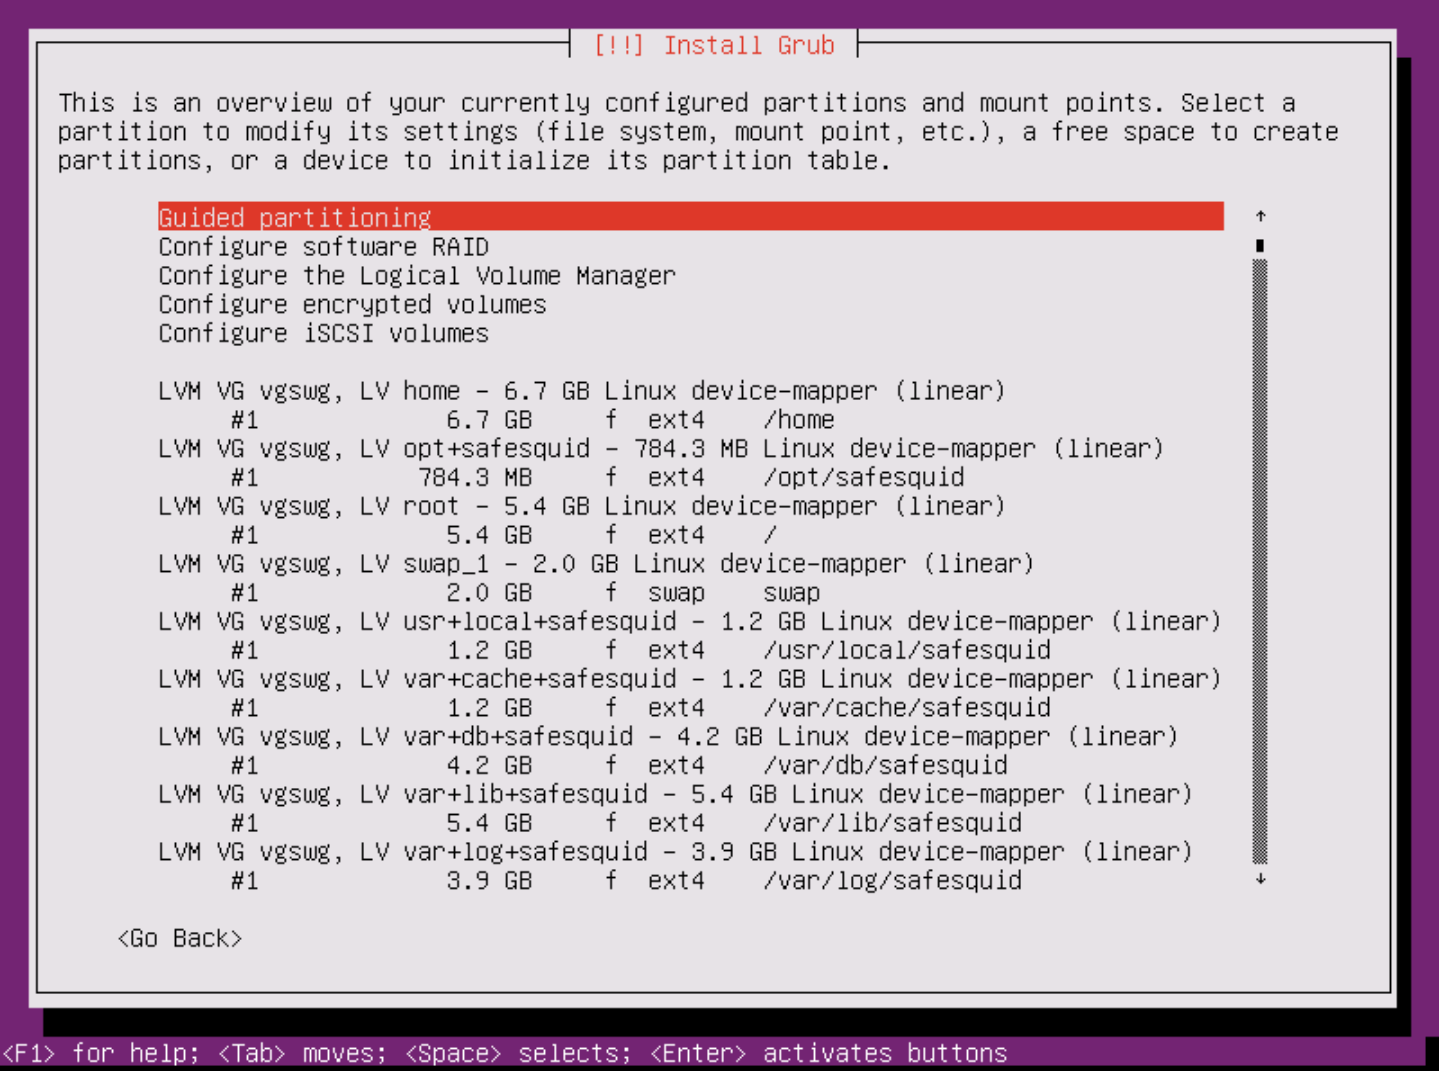 [!!] Install Grub
This is an overview of your currently configured partitions and mount points. Select a
partition to modify its settings (file system, mount point, etc.), a free space to create
partitions, or a device to initialize its partition table.
Guided partitioning
Configure software RAID
Configure the Logical Volume Manager
Configure encrypted volumes
Configure iSCSI volumes
LVM VG vgswg, LV home - 6.7 GB Linux device-mapper (linear)
#1 6.7 GB f ext4 /home
LVM VG vgswg, LV opt+safesquid - 784.3 MB Linux device-mapper (linear)
#1 784.3 MB f ext4 /opt/safesquid
LVM VG vgswg, LV root - 5.4 GB Linux device-mapper (linear)
#1 5.4 GB f ext4 /
LVM VG vgswg, LV swap_1 - 2.0 GB Linux device-mapper (linear)
#1 2.0 GB f swap swap
LVM VG vgswg, LV usr+local+safesquid - 1.2 GB Linux device-mapper (linear)
#1 1.2 GB f ext4 /usr/local/safesquid
LVM VG vgswg, LV var+cache+safesquid - 1.2 GB Linux device-mapper (linear)
#1 1.2 GB f ext4 /var/cache/safesquid
LVM VG vgswg, LV var+db+safesquid - 4.2 GB Linux device-mapper (linear)
#1 4.2 GB f ext4 /var/db/safesquid
LVM VG vgswg, LV var+lib+safesquid - 5.4 GB Linux device-mapper (linear)
#1 5.4 GB f ext4 /var/lib/safesquid
LVM VG vgswg, LV var+log+safesquid - 3.9 GB Linux device-mapper (linear)
#1 3.9 GB f ext4 /var/log/safesquid
<Go Back>
<F1> for help; <Tab> moves; <Space> selects; <Enter> activates buttons